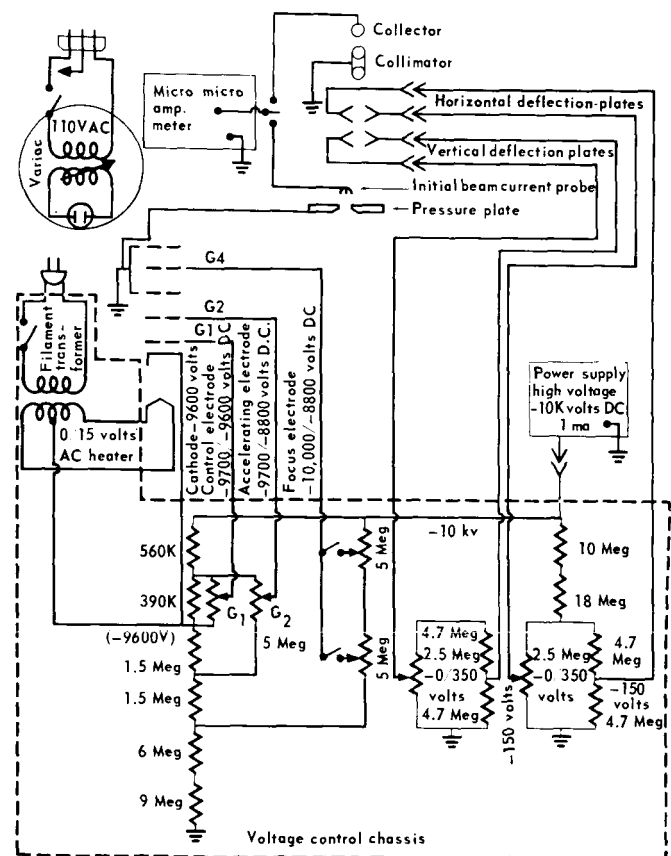 Collector
Collimator
Micro micro
amp.
meter
Horizontal deflection-plates
110VAC
Variac
Vertical deflection plates
Initial beam current probe
Pressure plate
G4
G2
G1
Filament
trans-
former
0/15 volts
AC heater
Cathode-9600 volts
Control electrode
-9700/-9600 volts DC
Accelerating electrode
-9700/-8800 volts D.C.
Focus electrode
-10,000/-8800 volts DC
Power supply
high voltage
-10K volts DC
1 ma
-10 kv
560K
5 Meg
10 Meg
390K
G1
G2
18 Meg
(-9600V)
5 Meg
1.5 Meg
5 Meg
4.7 Meg
2.5 Meg
-0/350
volts
4.7 Meg
-150 volts
2.5 Meg
-0/350
volts
4.7
Meg
-150
volts
4.7 Meg
1.5 Meg
6 Meg
9 Meg
Voltage control chassis